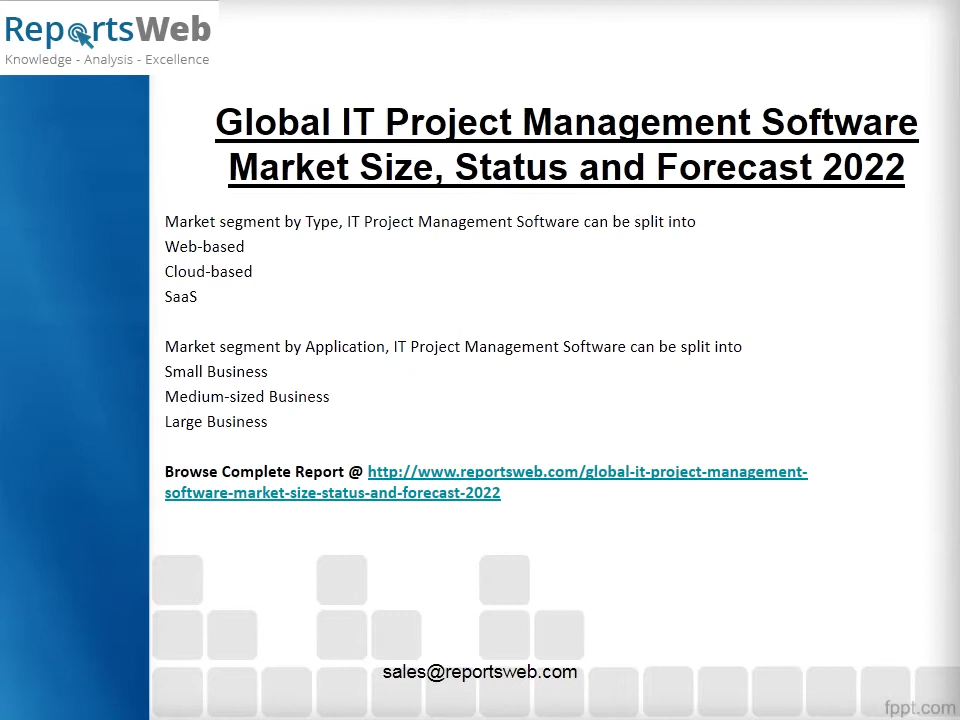 ReportsWeb
Knowledge - Analysis - Excellence
Global IT Project Management Software
Market Size, Status and Forecast 2022
Market segment by Type, IT Project Management Software can be split into
Web-based
Cloud-based
SaaS
Market segment by Application, IT Project Management Software can be split into
Small Business
Medium-sized Business
Large Business
Browse Complete Report @ http://www.reportsweb.com/global-it-project-management-
software-market-size-status-and-forecast-2022
sales@reportsweb.com
fppt.com